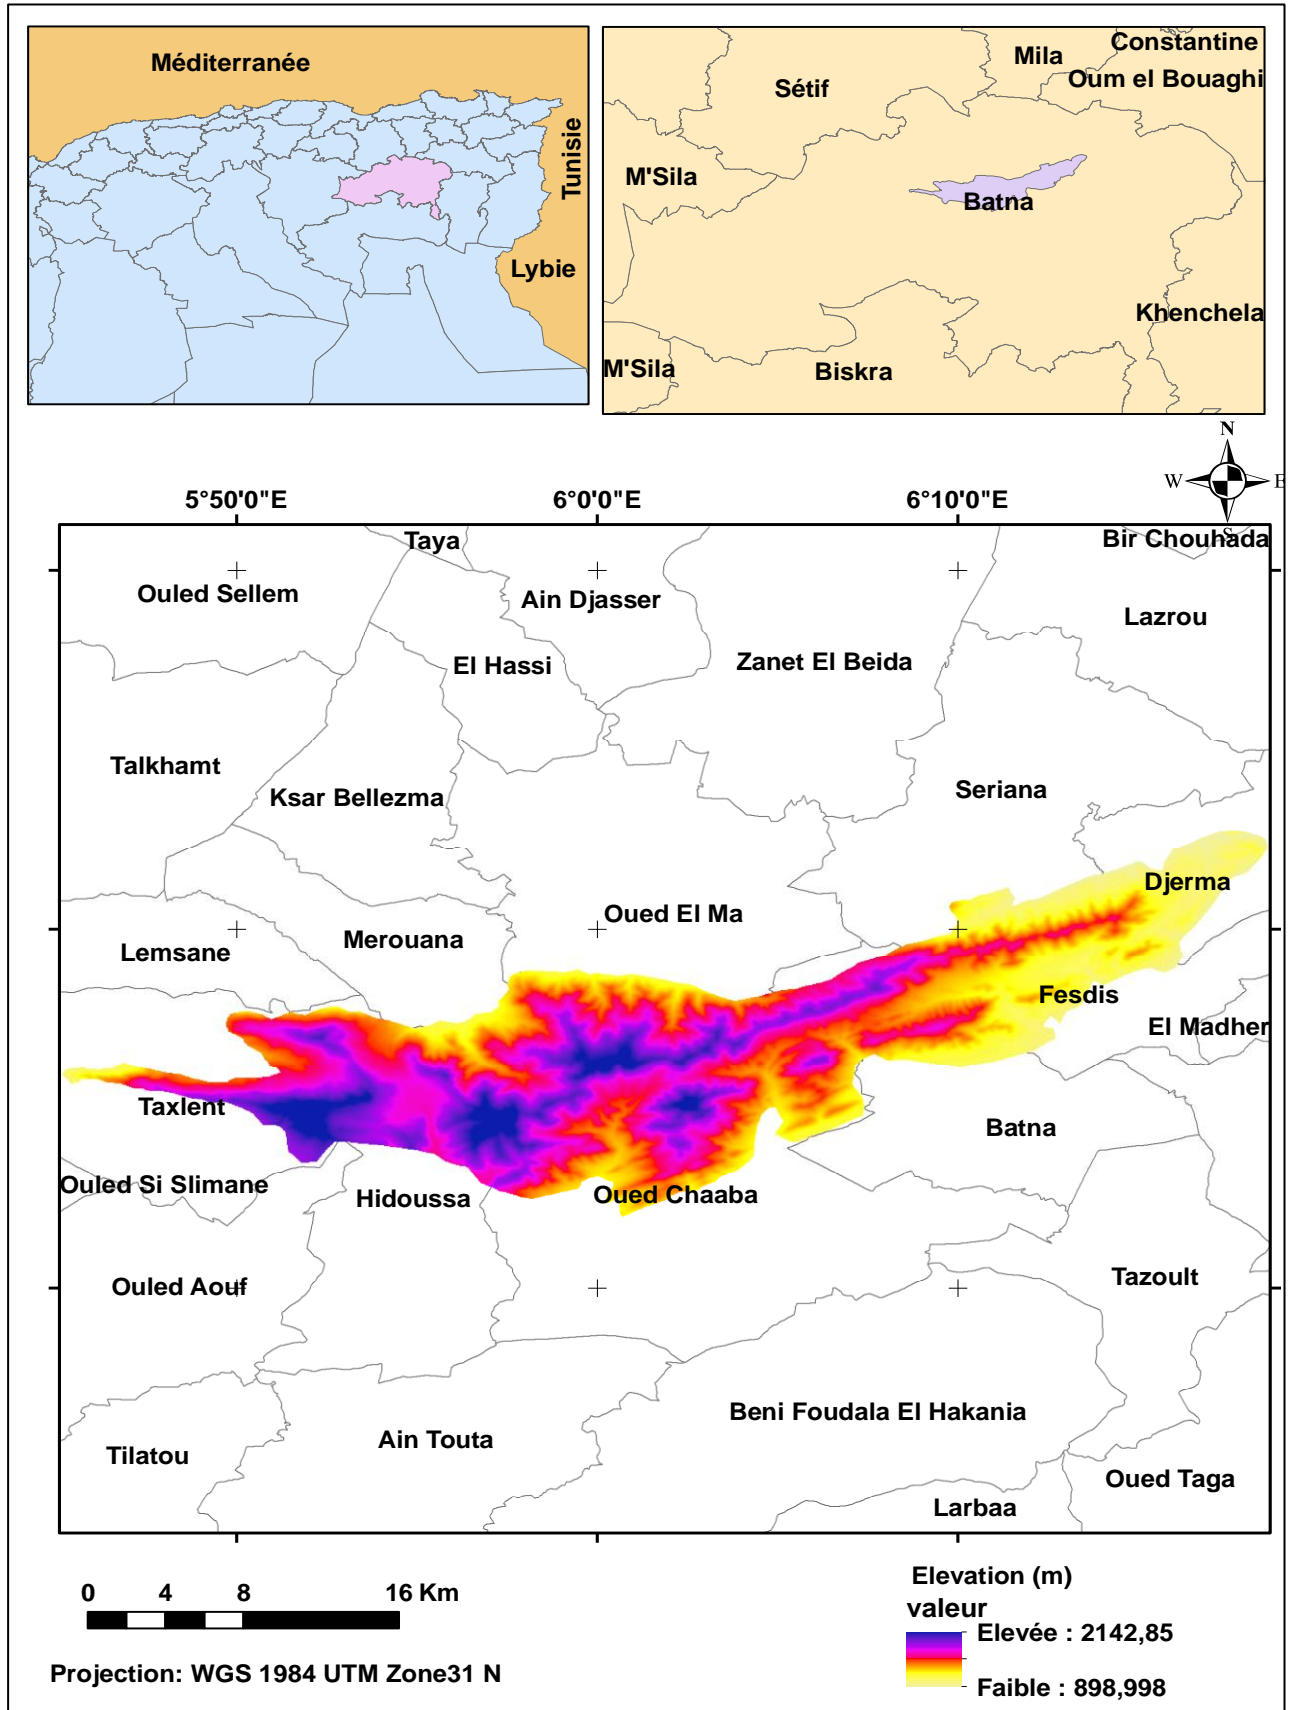 Méditerranée
Tunisie
Lybie
Constantine
Mila
Oum el Bouaghi
Sétif
M'Sila
Batna
Khenchela
M'Sila
Biskra
N
W
E
S
5°50'0"E
6°0'0"E
6°10'0"E
Taya
Bir Chouhada
Ouled Sellem
Ain Djasser
Lazrou
El Hassi
Zanet El Beida
Talkhamt
Ksar Bellezma
Seriana
Djerma
Oued El Ma
Merouana
Lemsane
Fesdis
El Madher
Taxlent
Batna
Ouled Si Slimane
Hidoussa
Oued Chaaba
Ouled Aouf
Tazoult
Beni Foudala El Hakania
Ain Touta
Tilatou
Oued Taga
Larbaa
0 4 8 16 Km
Projection: WGS 1984 UTM Zone31 N
Elevation (m)
valeur
Elevée : 2142,85
Faible : 898,998